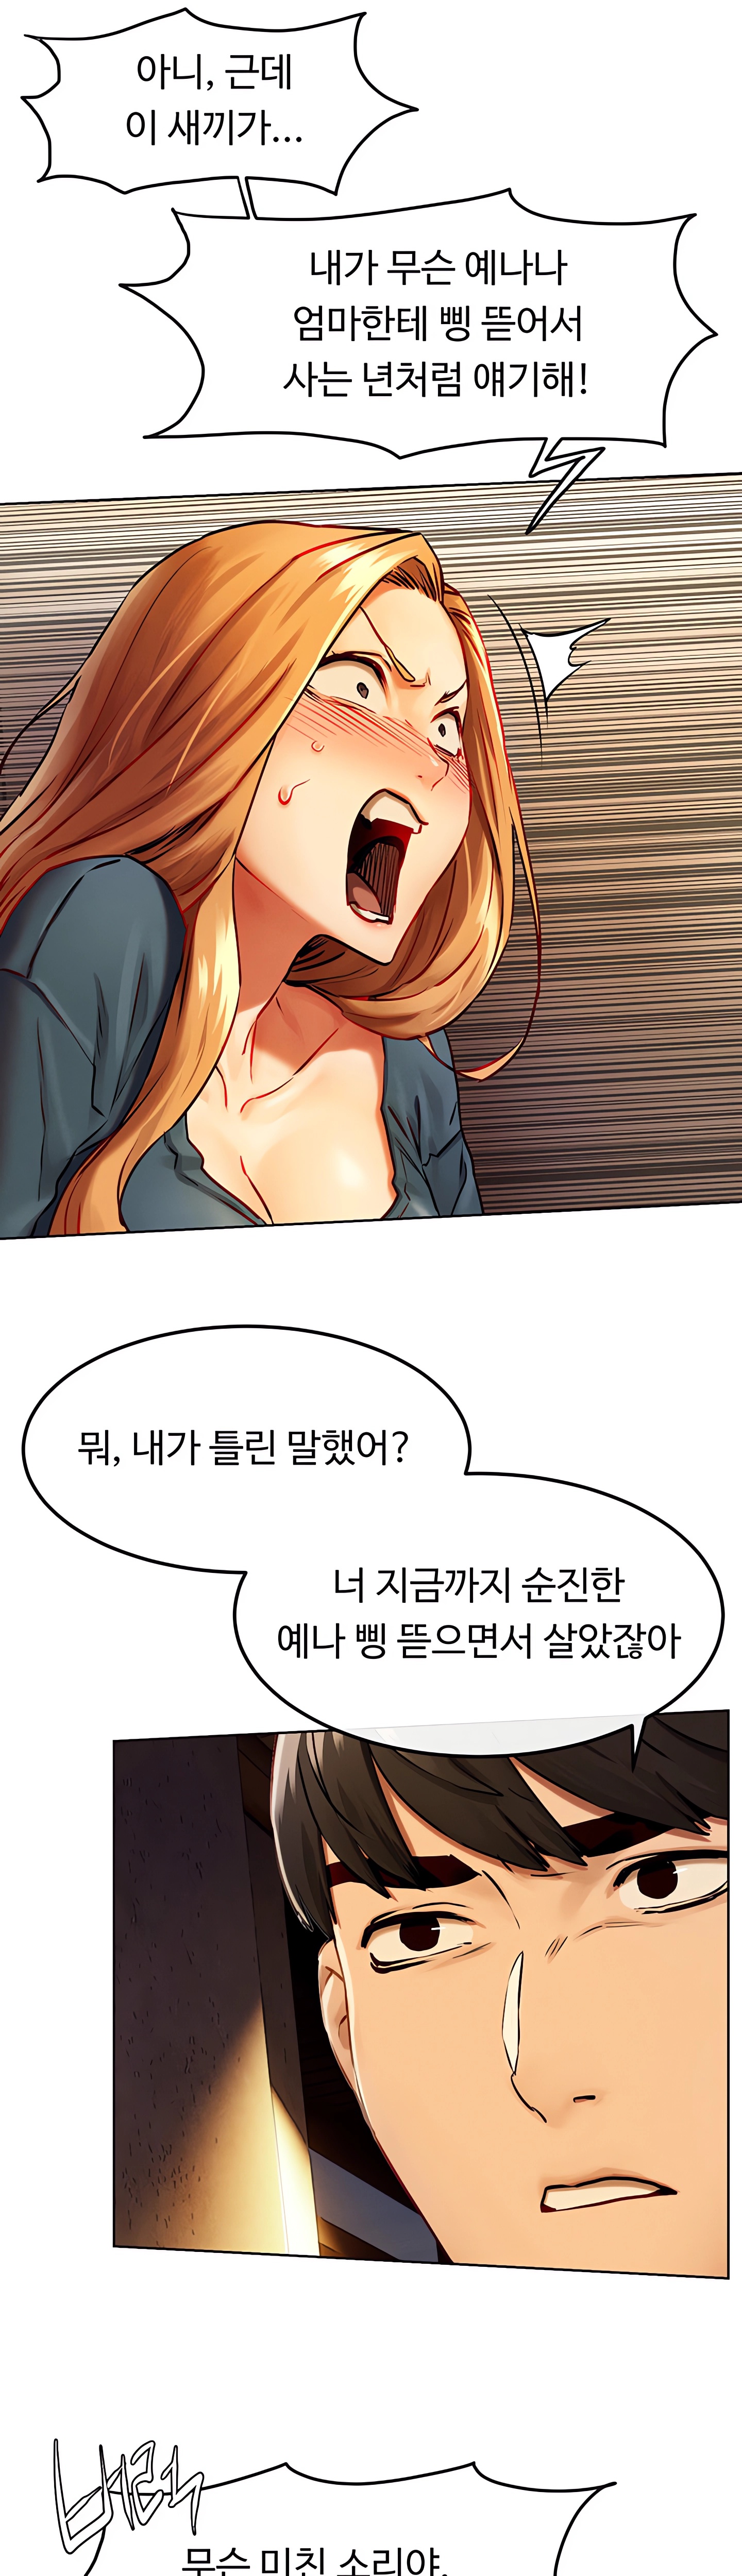 아니, 근데
이 새끼가...
내가 무슨 예나나
엄마한테 삥 뜯어서
사는 년처럼 얘기해!
뭐, 내가 틀린 말했어?
너 지금까지 순진한
예나 삥 뜯으면서 살았잖아
무슨 미친 소리야,